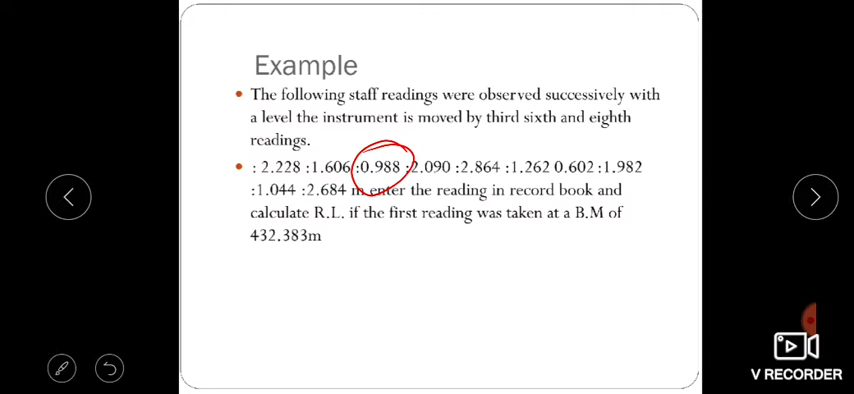 Example
• The following staff readings were observed successively with
a level the instrument is moved by third sixth and eighth
readings.
• : 2.228 :1.606 :0.988 :2.090 :2.864 :1.262 0.602 :1.982
:1.044 :2.684 m enter the reading in record book and
calculate R.L. if the first reading was taken at a B.M of
432.383m
V RECORDER